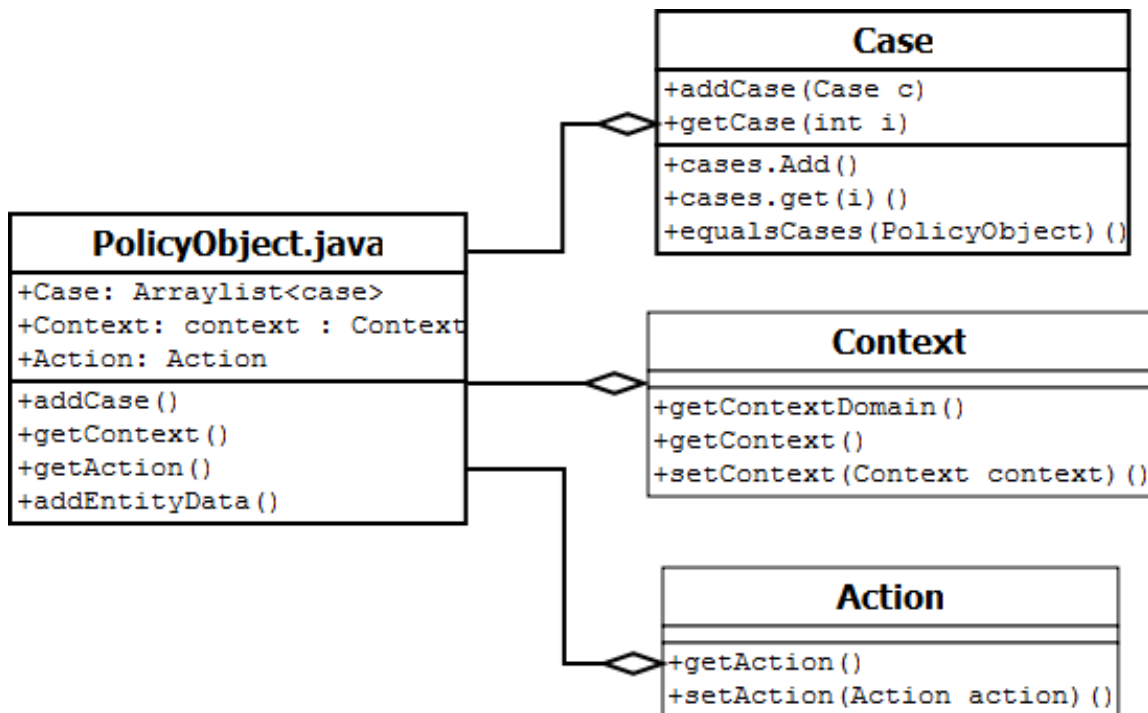 Case
+addCase(Case c)
+getCase(int i)
+cases.Add()
+cases.get(i)()
+equalsCases(PolicyObject)()
PolicyObject.java
+Case: Arraylist<case>
+Context: context : Context
+Action: Action
+addCase()
+getContext()
+getAction()
+addEntityData()
Context
+getContextDomain()
+getContext()
+setContext(Context context)()
Action
+getAction()
+setAction(Action action)()